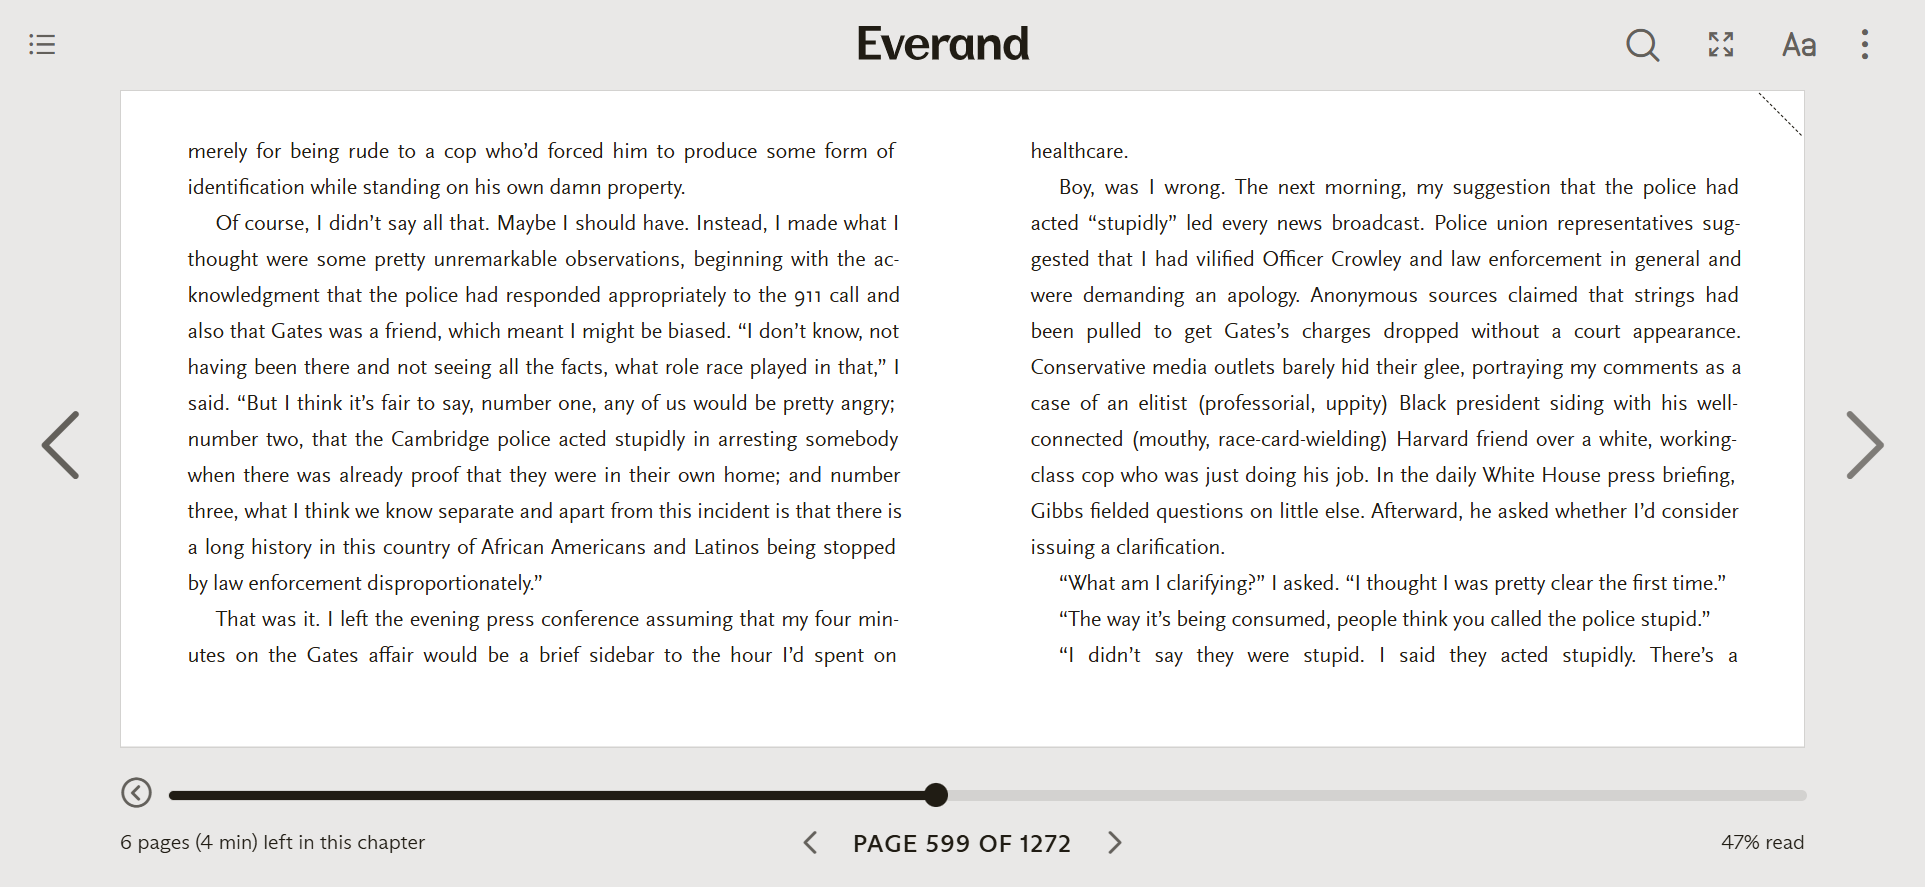 Everand
Aa
merely for being rude to a cop who’d forced him to produce some form of
identification while standing on his own damn property.
Of course, I didn’t say all that. Maybe I should have. Instead, I made what I
thought were some pretty unremarkable observations, beginning with the ac-
knowledgment that the police had responded appropriately to the 911 call and
also that Gates was a friend, which meant I might be biased. “I don’t know, not
having been there and not seeing all the facts, what role race played in that,” I
said. “But I think it’s fair to say, number one, any of us would be pretty angry;
number two, that the Cambridge police acted stupidly in arresting somebody
when there was already proof that they were in their own home; and number
three, what I think we know separate and apart from this incident is that there is
a long history in this country of African Americans and Latinos being stopped
by law enforcement disproportionately.”
That was it. I left the evening press conference assuming that my four min-
utes on the Gates affair would be a brief sidebar to the hour I’d spent on
healthcare.
Boy, was I wrong. The next morning, my suggestion that the police had
acted “stupidly” led every news broadcast. Police union representatives sug-
gested that I had vilified Officer Crowley and law enforcement in general and
were demanding an apology. Anonymous sources claimed that strings had
been pulled to get Gates’s charges dropped without a court appearance.
Conservative media outlets barely hid their glee, portraying my comments as a
case of an elitist (professorial, uppity) Black president siding with his well-
connected (mouthy, race-card-wielding) Harvard friend over a white, working-
class cop who was just doing his job. In the daily White House press briefing,
Gibbs fielded questions on little else. Afterward, he asked whether I’d consider
issuing a clarification.
“What am I clarifying?” I asked. “I thought I was pretty clear the first time.”
“The way it’s being consumed, people think you called the police stupid.”
“I didn’t say they were stupid. I said they acted stupidly. There’s a
6 pages (4 min) left in this chapter
PAGE 599 OF 1272
47% read